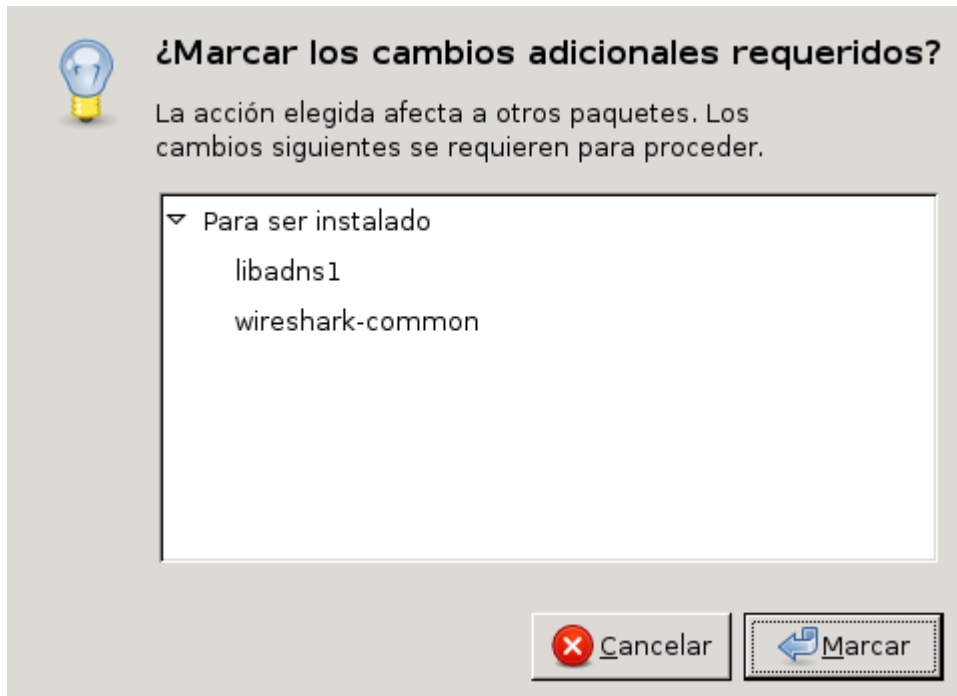 ¿Marcar los cambios adicionales requeridos?
La acción elegida afecta a otros paquetes. Los
cambios siguientes se requieren para proceder.
Para ser instalado
libadns1
wireshark-common
Cancelar
Marcar